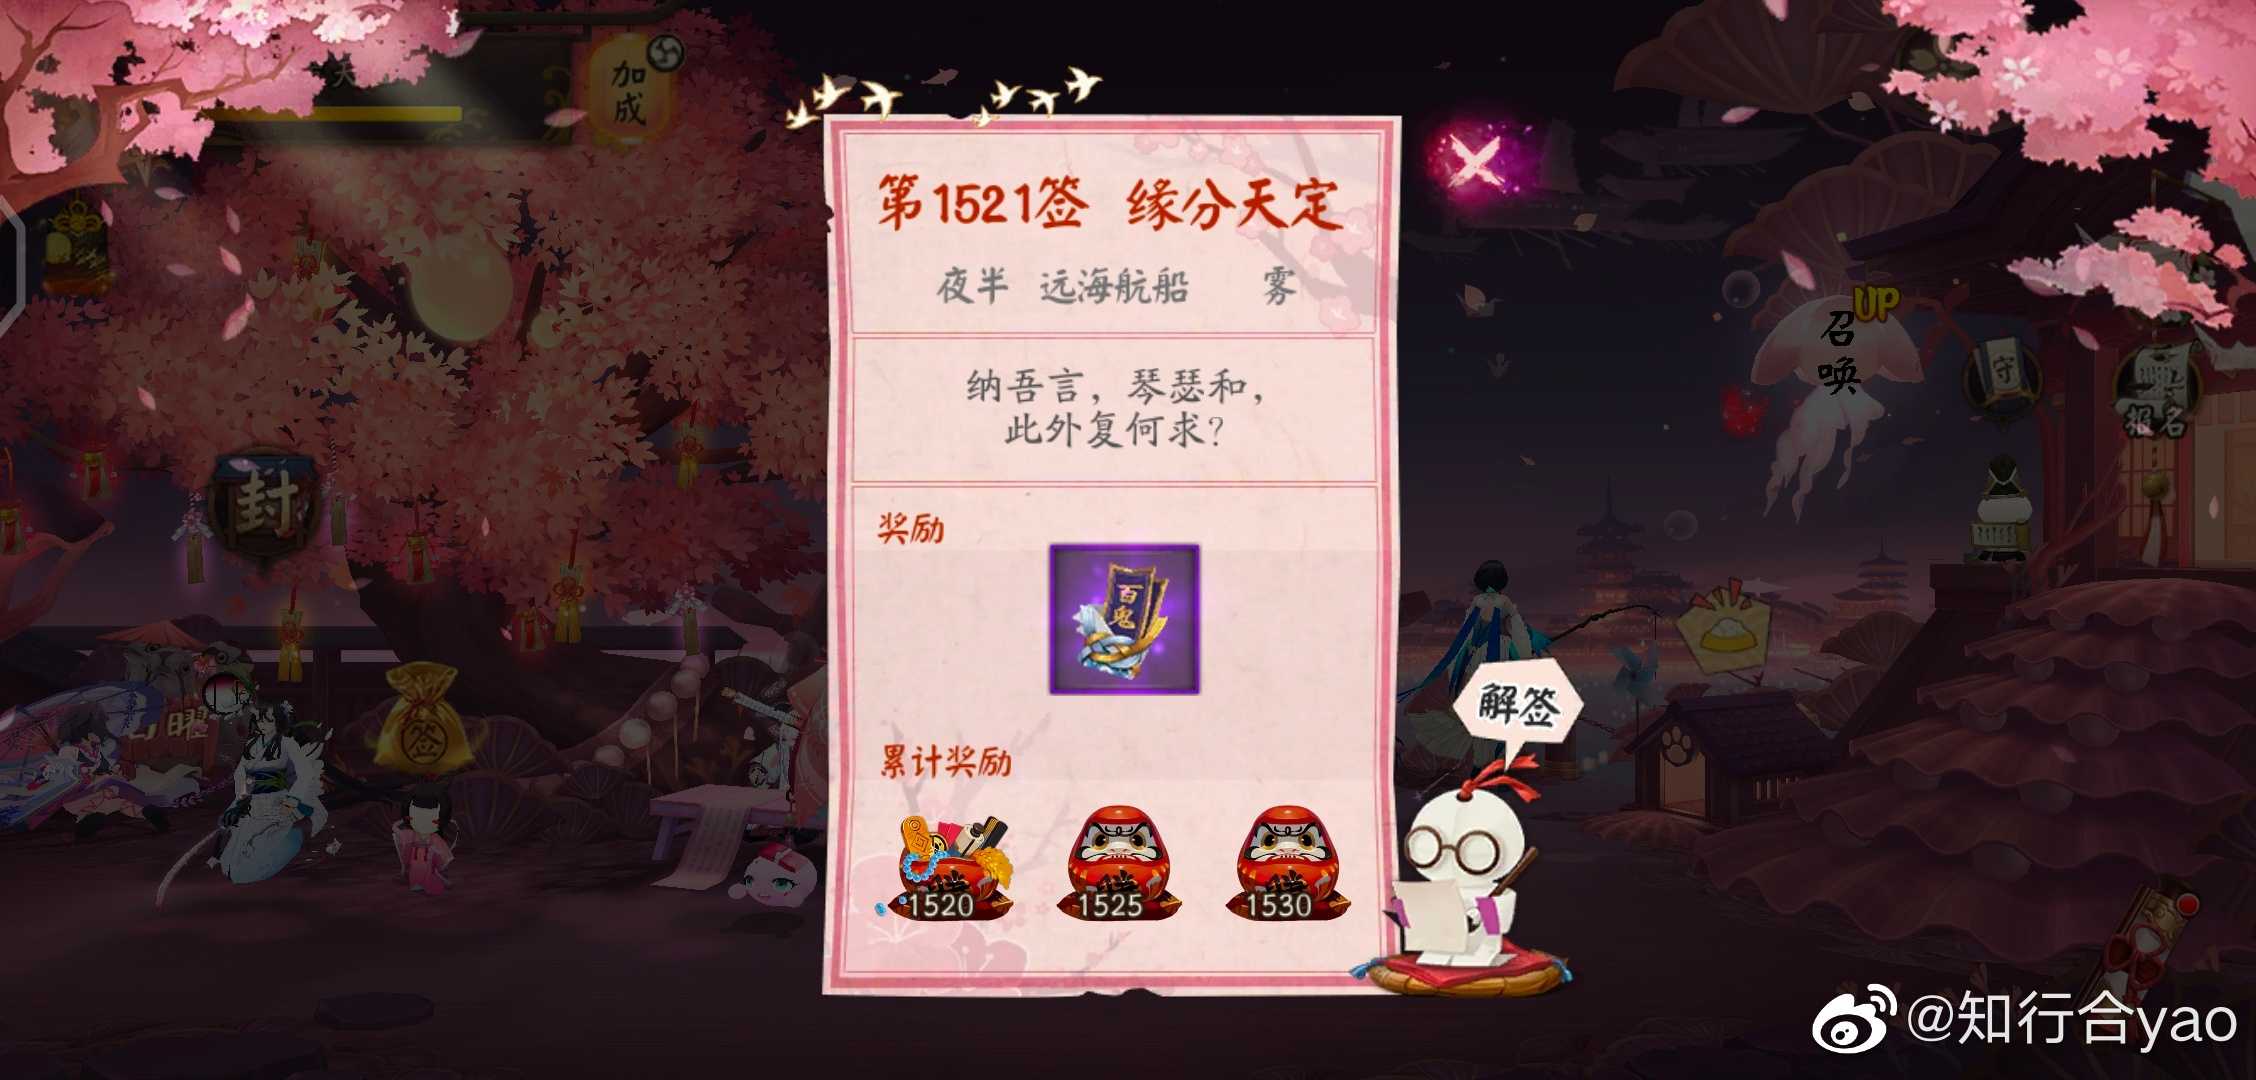 加成
第1521签 缘分天定
夜半 远海航船 雾
纳吾言，琴瑟和，
此外复何求？
奖励
百鬼
累计奖励
1520
1525
1530
解签
UP
召唤
守
报名
封
签
曜
@知行合yao